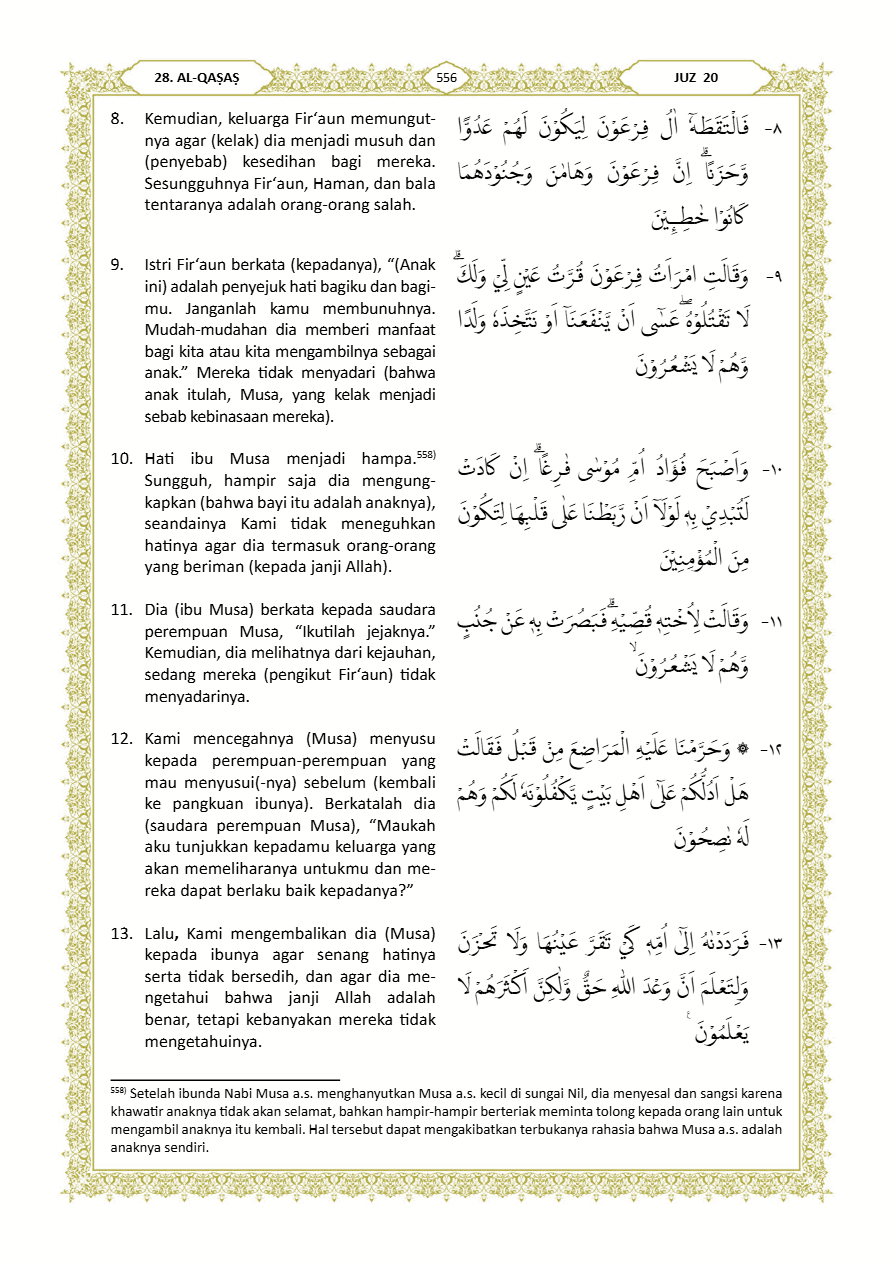 28. AL-QAṢAṢ
556
JUZ 20
8. Kemudian, keluarga Fir‘aun memungut-
nya agar (kelak) dia menjadi musuh dan
(penyebab) kesedihan bagi mereka.
Sesungguhnya Fir‘aun, Haman, dan bala
tentaranya adalah orang-orang salah.
٨- فَالْتَقَطَهٗٓ اٰلُ فِرْعَوْنَ لِيَكُوْنَ لَهُمْ عَدُوًّا
وَّحَزَنًاۗ اِنَّ فِرْعَوْنَ وَهَامٰنَ وَجُنُوْدَهُمَا
كَانُوْا خٰطِـِٕيْنَ
9. Istri Fir‘aun berkata (kepadanya), “(Anak
ini) adalah penyejuk hati bagiku dan bagi-
mu. Janganlah kamu membunuhnya.
Mudah-mudahan dia memberi manfaat
bagi kita atau kita mengambilnya sebagai
anak.” Mereka tidak menyadari (bahwa
anak itulah, Musa, yang kelak menjadi
sebab kebinasaan mereka).
٩- وَقَالَتِ امْرَاَتُ فِرْعَوْنَ قُرَّتُ عَيْنٍ لِّيْ وَلَكَۗ
لَا تَقْتُلُوْهُۖ عَسٰٓى اَنْ يَّنْفَعَنَآ اَوْ نَتَّخِذَهٗ وَلَدًا
وَّهُمْ لَا يَشْعُرُوْنَ
10. Hati ibu Musa menjadi hampa.⁵⁵⁸⁾
Sungguh, hampir saja dia mengung-
kapkan (bahwa bayi itu adalah anaknya),
seandainya Kami tidak meneguhkan
hatinya agar dia termasuk orang-orang
yang beriman (kepada janji Allah).
١٠- وَاَصْبَحَ فُؤَادُ اُمِّ مُوْسٰى فٰرِغًاۗ اِنْ كَادَتْ
لَتُبْدِيْ بِهٖ لَوْلَآ اَنْ رَّبَطْنَا عَلٰى قَلْبِهَا لِتَكُوْنَ
مِنَ الْمُؤْمِنِيْنَ
11. Dia (ibu Musa) berkata kepada saudara
perempuan Musa, “Ikutilah jejaknya.”
Kemudian, dia melihatnya dari kejauhan,
sedang mereka (pengikut Fir‘aun) tidak
menyadarinya.
١١- وَقَالَتْ لِاُخْتِهٖ قُصِّيْهِۗ فَبَصُرَتْ بِهٖ عَنْ جُنُبٍ
وَّهُمْ لَا يَشْعُرُوْنَۙ
12. Kami mencegahnya (Musa) menyusu
kepada perempuan-perempuan yang
mau menyusui(-nya) sebelum (kembali
ke pangkuan ibunya). Berkatalah dia
(saudara perempuan Musa), “Maukah
aku tunjukkan kepadamu keluarga yang
akan memeliharanya untukmu dan me-
reka dapat berlaku baik kepadanya?”
١٢- ۞ وَحَرَّمْنَا عَلَيْهِ الْمَرَاضِعَ مِنْ قَبْلُ فَقَالَتْ
هَلْ اَدُلُّكُمْ عَلٰٓى اَهْلِ بَيْتٍ يَّكْفُلُوْنَهٗ لَكُمْ وَهُمْ
لَهٗ نٰصِحُوْنَ
13. Lalu, Kami mengembalikan dia (Musa)
kepada ibunya agar senang hatinya
serta tidak bersedih, dan agar dia me-
ngetahui bahwa janji Allah adalah
benar, tetapi kebanyakan mereka tidak
mengetahuinya.
١٣- فَرَدَدْنٰهُ اِلٰٓى اُمِّهٖ كَيْ تَقَرَّ عَيْنُهَا وَلَا تَحْزَنَ
وَلِتَعْلَمَ اَنَّ وَعْدَ اللّٰهِ حَقٌّ وَّلٰكِنَّ اَكْثَرَهُمْ لَا
يَعْلَمُوْنَ ࣖ
⁵⁵⁸⁾ Setelah ibunda Nabi Musa a.s. menghanyutkan Musa a.s. kecil di sungai Nil, dia menyesal dan sangsi karena
khawatir anaknya tidak akan selamat, bahkan hampir-hampir berteriak meminta tolong kepada orang lain untuk
mengambil anaknya itu kembali. Hal tersebut dapat mengakibatkan terbukanya rahasia bahwa Musa a.s. adalah
anaknya sendiri.